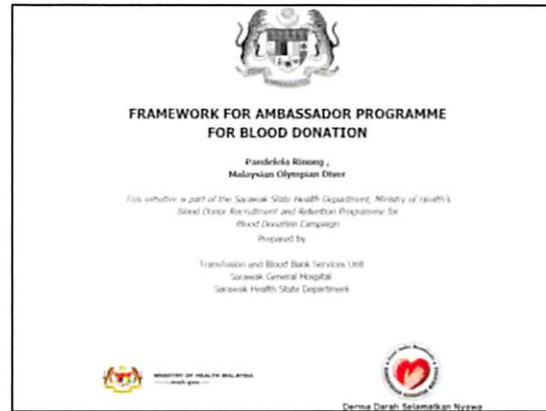 FRAMEWORK FOR AMBASSADOR PROGRAMME
FOR BLOOD DONATION
Pandelela Rinong ,
Malaysian Olympian Diver
This initiative is part of the Sarawak State Health Department, Ministry of Health's
Blood Donor Recruitment and Retention Programme for
Blood Donation Campaign
Prepared by
Transfusion and Blood Bank Services Unit
Sarawak General Hospital
Sarawak Health State Department
MINISTRY OF HEALTH MALAYSIA
Derma Darah Selamatkan Nyawa